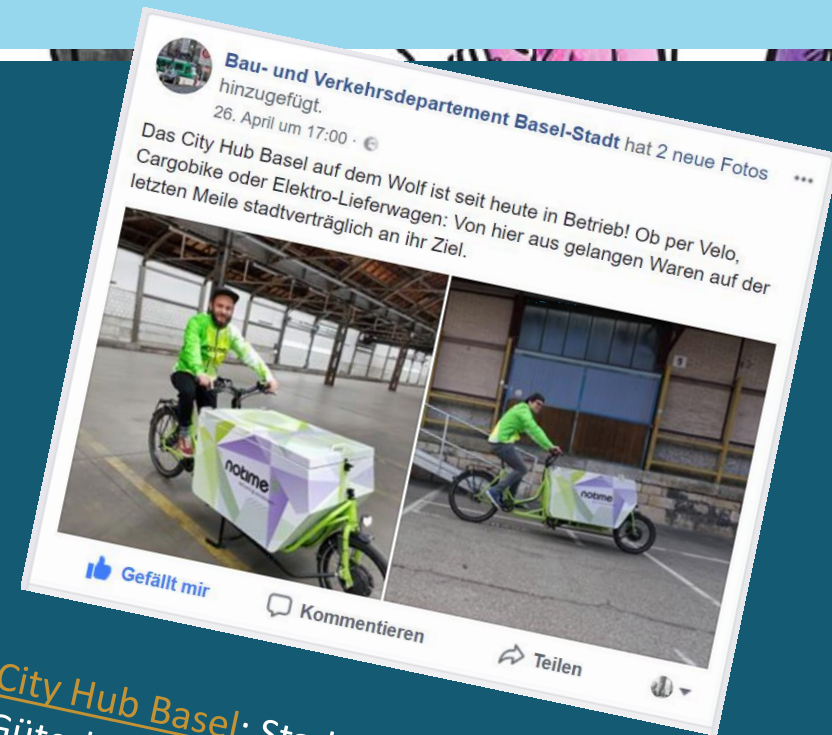 Bau- und Verkehrsdepartement Basel-Stadt hat 2 neue Fotos
hinzugefügt.
26. April um 17:00 ·
Das City Hub Basel auf dem Wolf ist seit heute in Betrieb! Ob per Velo,
Cargobike oder Elektro-Lieferwagen: Von hier aus gelangen Waren auf der
letzten Meile stadtverträglich an ihr Ziel.
notime
notime
Gefällt mir
Kommentieren
Teilen
City Hub Basel: